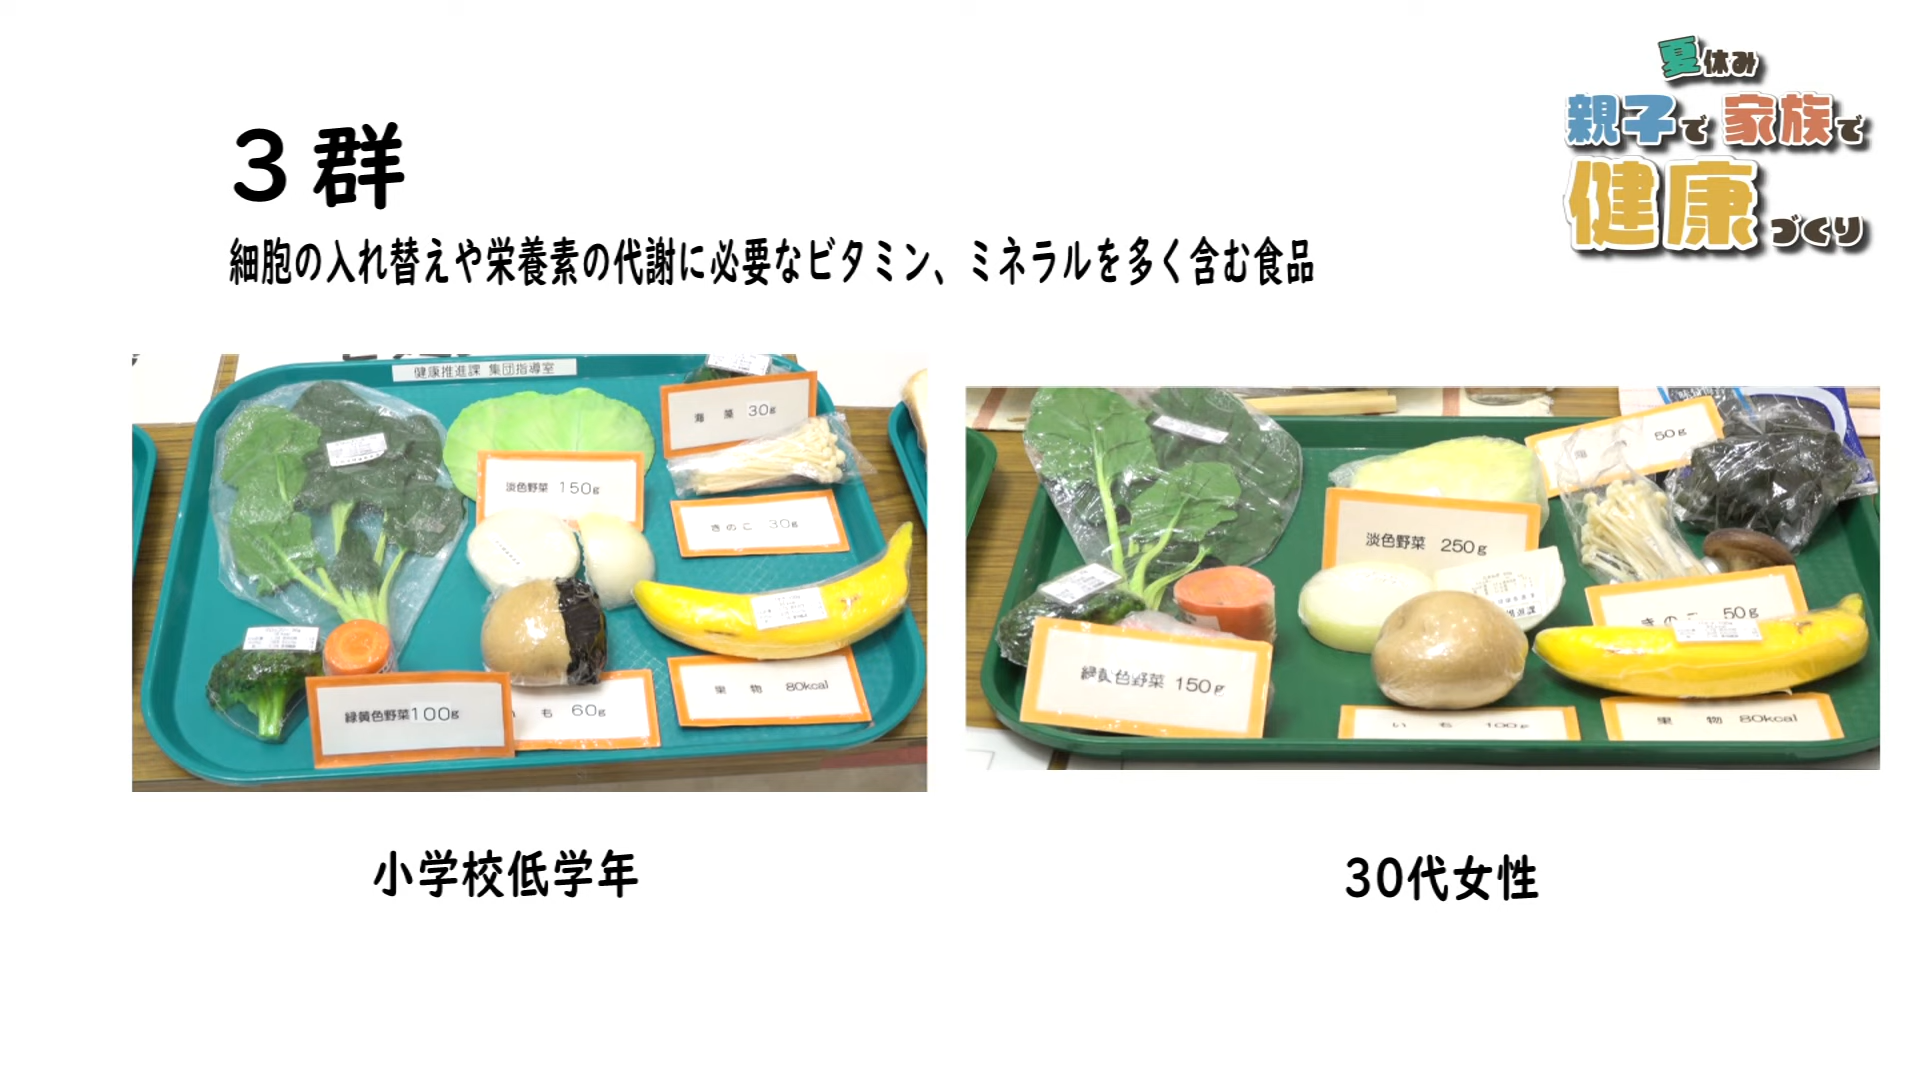 夏休み
親子で家族で
健康づくり
３群
細胞の入れ替えや栄養素の代謝に必要なビタミン、ミネラルを多く含む食品
健康推進課 集団指導室
海 藻 30g
淡色野菜 150g
きのこ 30g
果 物 80kcal
緑黄色野菜100g
も 60g
50g
淡色野菜 250g
きのこ 50g
緑黄色野菜 150g
いも 100g
果 物 80kcal
小学校低学年
30代女性